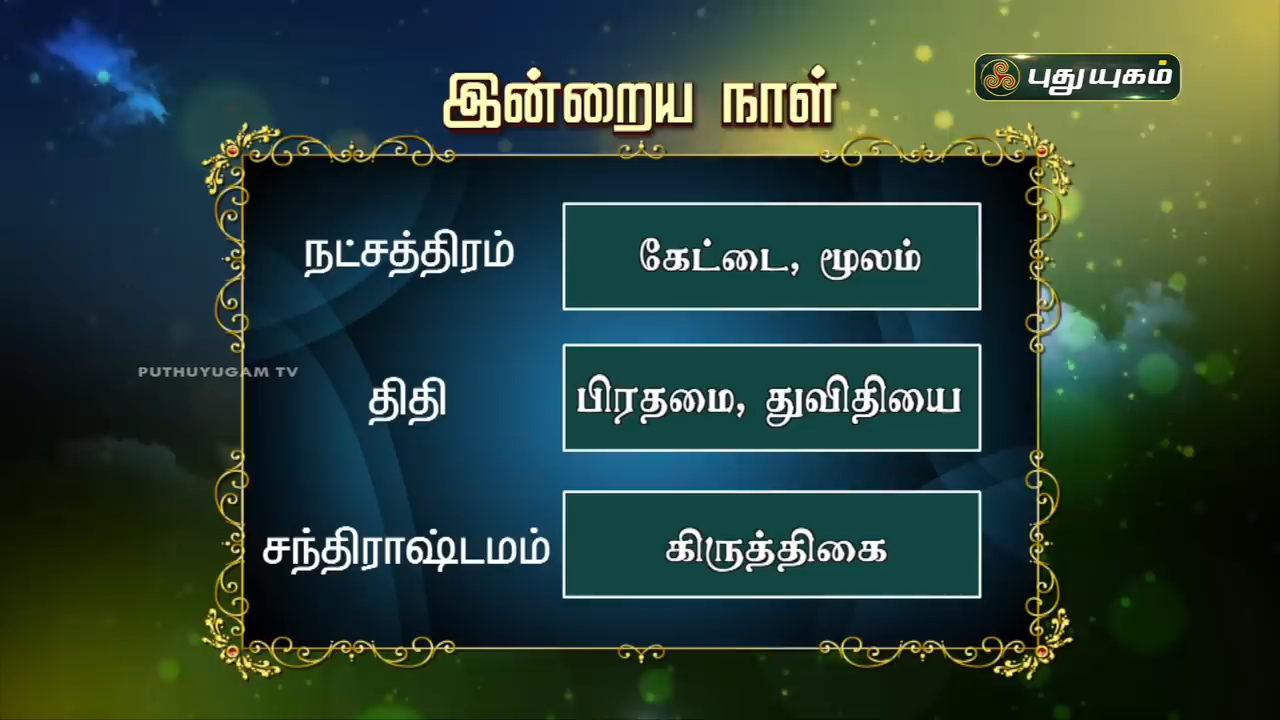 புதுயுகம்
இன்றைய நாள்
நட்சத்திரம் கேட்டை, மூலம்
PUTHUYUGAM TV
திதி பிரதமை, துவிதியை
சந்திராஷ்டமம் கிருத்திகை